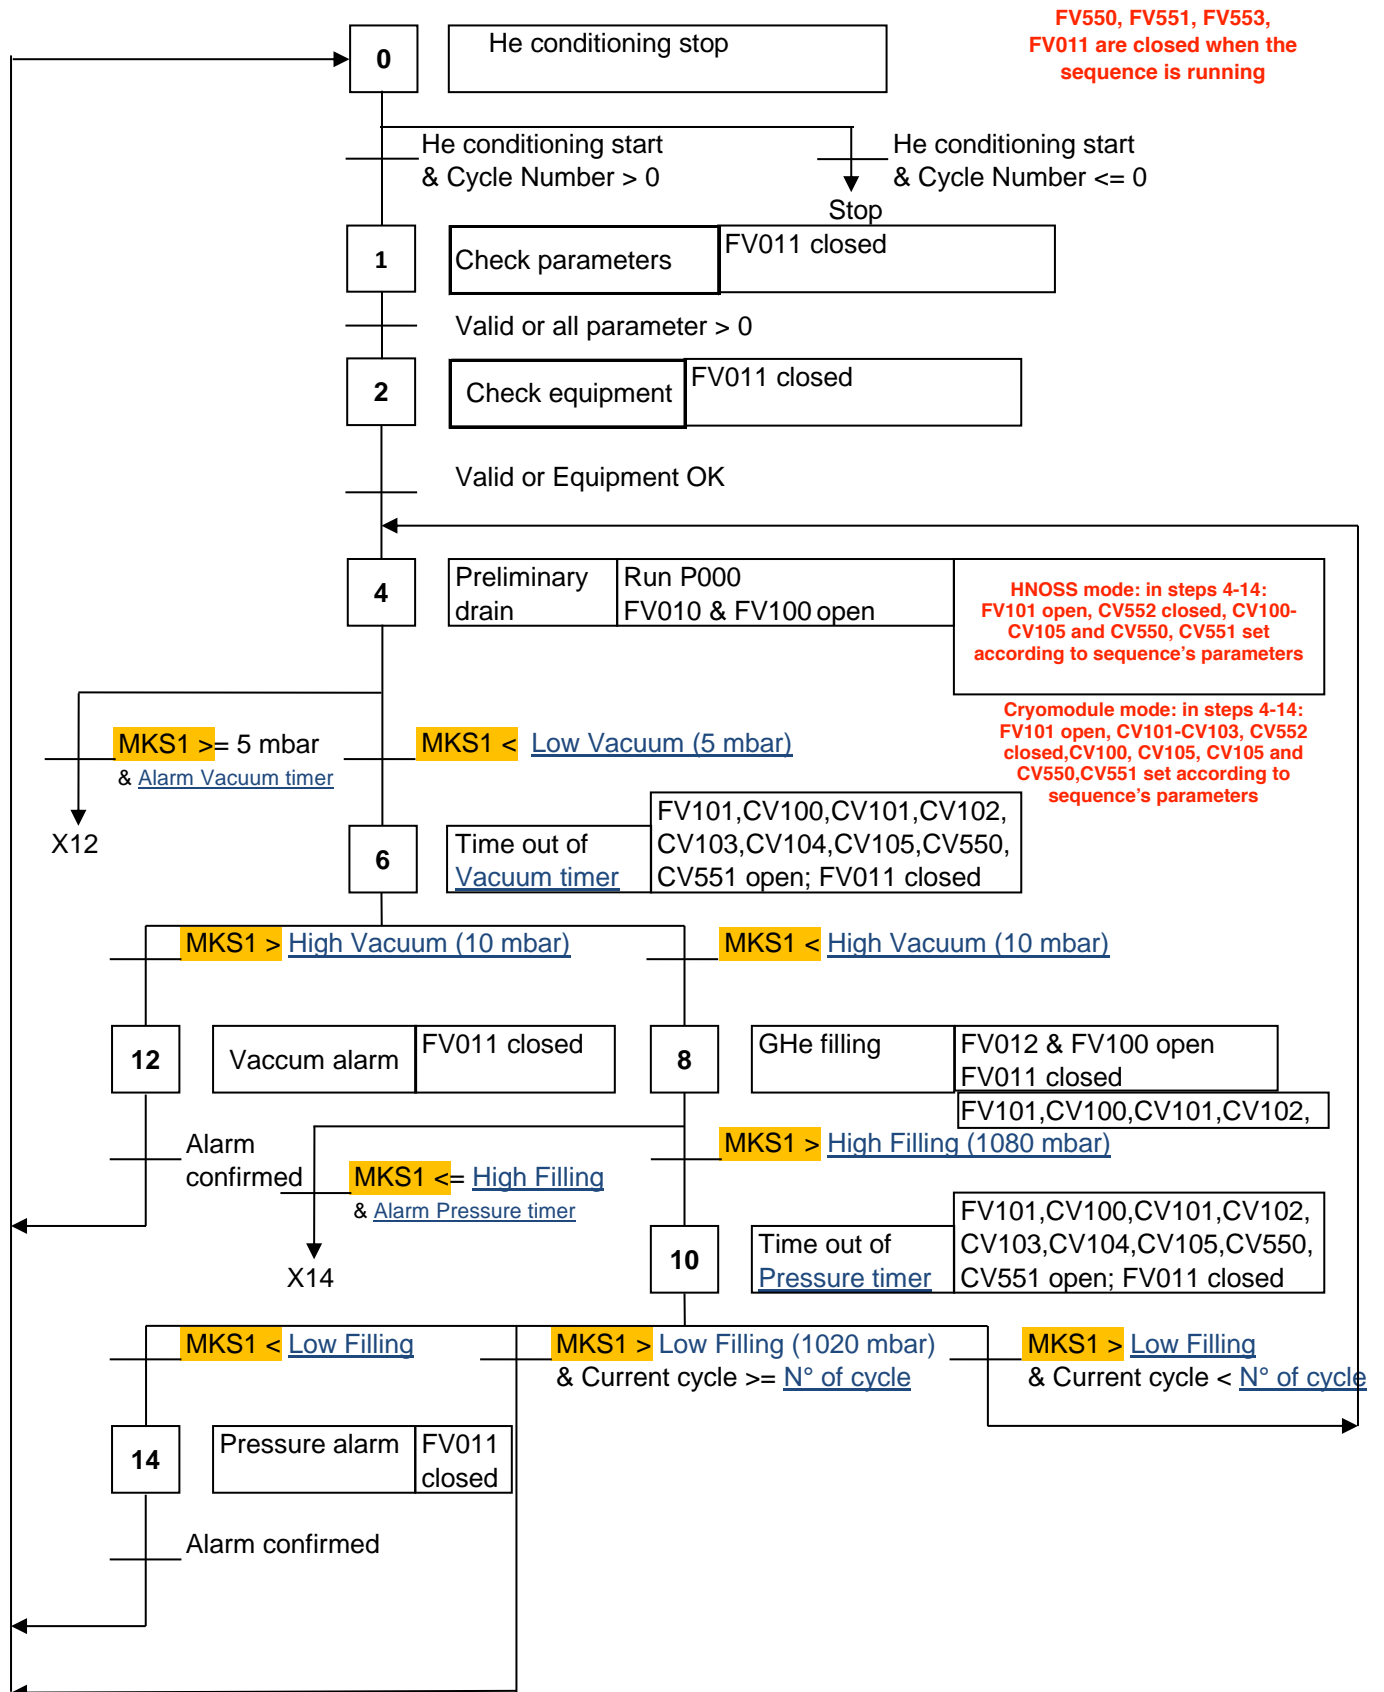 FV550, FV551, FV553,
FV011 are closed when the
sequence is running
0
He conditioning stop
He conditioning start
& Cycle Number > 0
He conditioning start
& Cycle Number <= 0
Stop
1
Check parameters
FV011 closed
Valid or all parameter > 0
2
Check equipment
FV011 closed
Valid or Equipment OK
4
Preliminary
drain
Run P000
FV010 & FV100 open
HNOSS mode: in steps 4-14:
FV101 open, CV552 closed, CV100-
CV105 and CV550, CV551 set
according to sequence's parameters
Cryomodule mode: in steps 4-14:
FV101 open, CV101-CV103, CV552
closed,CV100, CV105, CV105 and
CV550,CV551 set according to
sequence's parameters
MKS1 >= 5 mbar
& Alarm Vacuum timer
X12
MKS1 < Low Vacuum (5 mbar)
6
Time out of
Vacuum timer
FV101,CV100,CV101,CV102,
CV103,CV104,CV105,CV550,
CV551 open; FV011 closed
MKS1 > High Vacuum (10 mbar)
MKS1 < High Vacuum (10 mbar)
12
Vaccum alarm
FV011 closed
8
GHe filling
FV012 & FV100 open
FV011 closed
FV101,CV100,CV101,CV102,
Alarm
confirmed
MKS1 <= High Filling
& Alarm Pressure timer
X14
MKS1 > High Filling (1080 mbar)
10
Time out of
Pressure timer
FV101,CV100,CV101,CV102,
CV103,CV104,CV105,CV550,
CV551 open; FV011 closed
MKS1 < Low Filling
MKS1 > Low Filling (1020 mbar)
& Current cycle >= N° of cycle
MKS1 > Low Filling
& Current cycle < N° of cycle
14
Pressure alarm
FV011
closed
Alarm confirmed